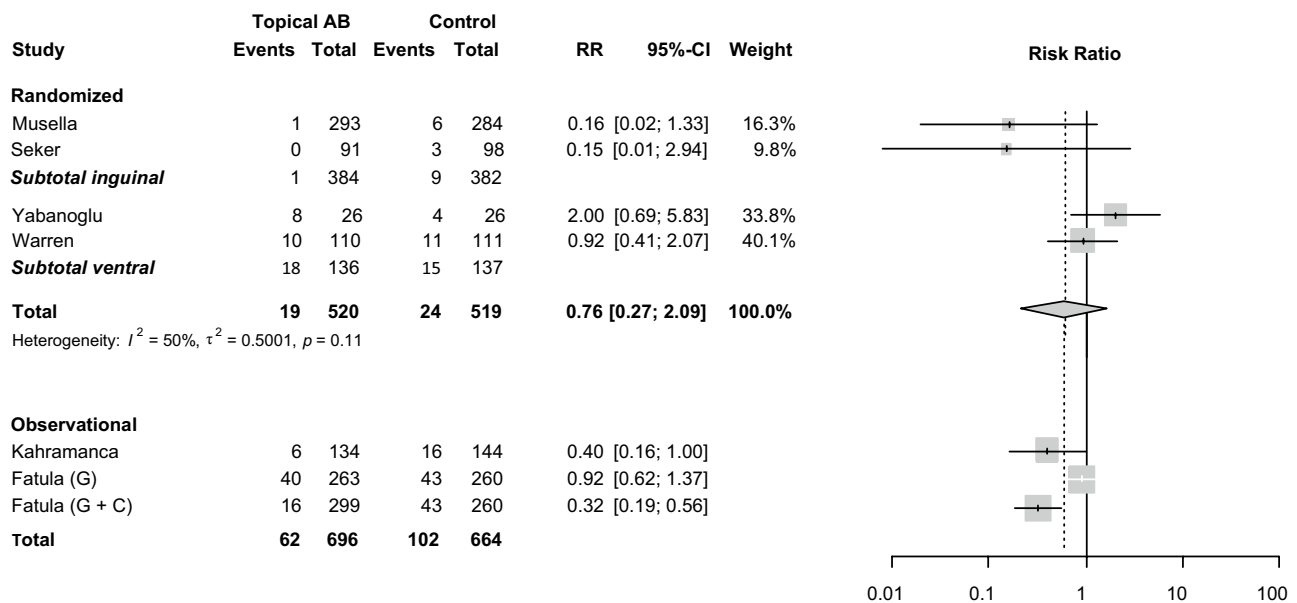 Topical AB Control
Study Events Total Events Total RR 95%-CI Weight Risk Ratio
Randomized
Musella 1 293 6 284 0.16 [0.02; 1.33] 16.3%
Seker 0 91 3 98 0.15 [0.01; 2.94] 9.8%
Subtotal inguinal 1 384 9 382
Yabanoglu 8 26 4 26 2.00 [0.69; 5.83] 33.8%
Warren 10 110 11 111 0.92 [0.41; 2.07] 40.1%
Subtotal ventral 18 136 15 137
Total 19 520 24 519 0.76 [0.27; 2.09] 100.0%
Heterogeneity: I² = 50%, τ² = 0.5001, p = 0.11
Observational
Kahramanca 6 134 16 144 0.40 [0.16; 1.00]
Fatula (G) 40 263 43 260 0.92 [0.62; 1.37]
Fatula (G + C) 16 299 43 260 0.32 [0.19; 0.56]
Total 62 696 102 664
0.01 0.1 1 10 100